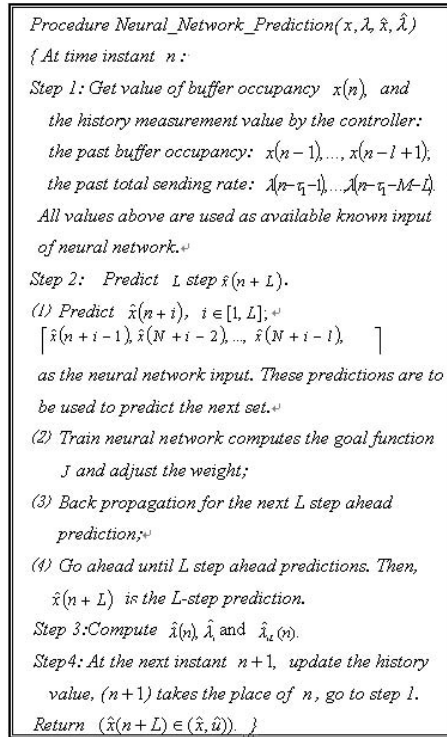 Procedure Neural_Network_Prediction(x, λ, x̂, λ̂)
{ At time instant n :
Step 1: Get value of buffer occupancy x(n), and
the history measurement value by the controller:
the past buffer occupancy: x(n−1),..., x(n−l+1);
the past total sending rate: λ(n−τ₁−1),...,λ(n−τ₁−M−L).
All values above are used as available known input
of neural network.↵
Step 2: Predict L step x̂(n+L).
(1) Predict x̂(n+i), i∈[1, L];
⌈x̂(n+i−1), x̂(N+i−2),..., x̂(N+i−l), ⌉
as the neural network input. These predictions are to
be used to predict the next set.↵
(2) Train neural network computes the goal function
J and adjust the weight;
(3) Back propagation for the next L step ahead
prediction;↵
(4) Go ahead until L step ahead predictions. Then,
x̂(n+L) is the L-step prediction.
Step 3:Compute and
Step4: At the next instant n+1, update the history
value, (n+1) takes the place of n, go to step 1.
Return (x̂(n+L)∈(x̂,û)). }